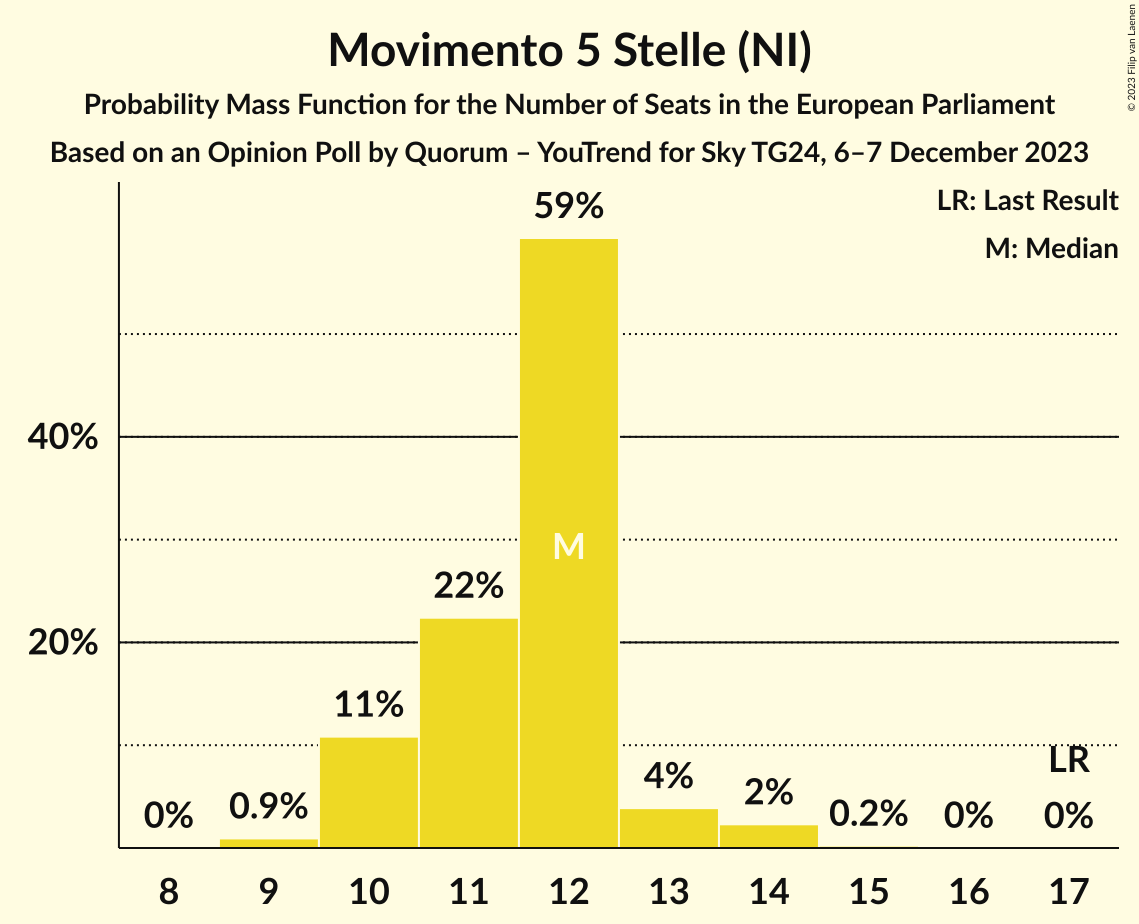 Movimento 5 Stelle (NI)
Probability Mass Function for the Number of Seats in the European Parliament
Based on an Opinion Poll by Quorum – YouTrend for Sky TG24, 6–7 December 2023
© 2023 Filip van Laenen
LR: Last Result
M: Median
59%
40%
M
22%
20%
11%
LR
4%
2%
0%
0.9%
0.2%
0%
0%
8 9 10 11 12 13 14 15 16 17